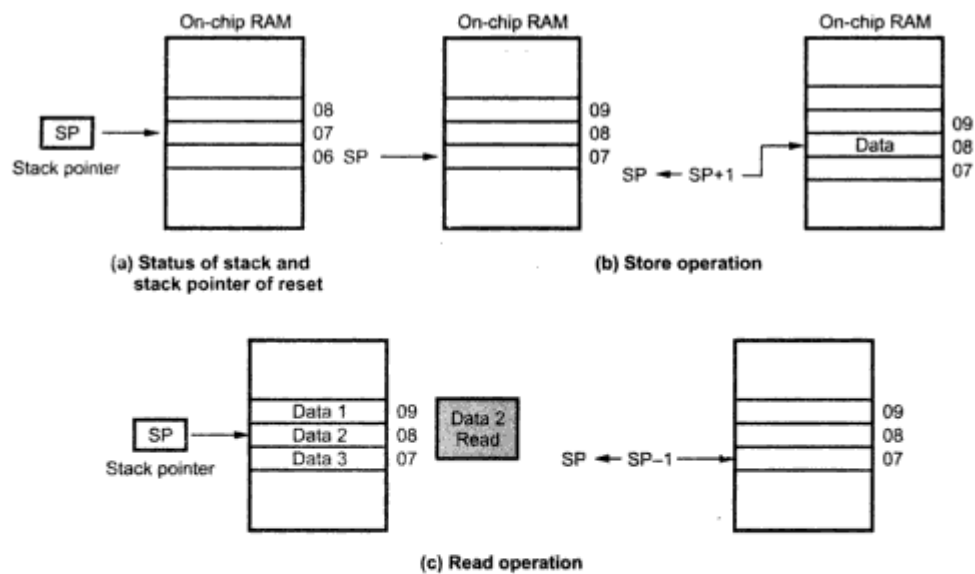 On-chip RAM On-chip RAM On-chip RAM
08 09
SP 07 08 09
06 SP 07 Data 08
Stack pointer SP SP+1 07
(a) Status of stack and
stack pointer of reset
(b) Store operation
Data 1 09 Data 2 09
SP Data 2 08 Read 08
Stack pointer Data 3 07 SP SP–1 07
(c) Read operation